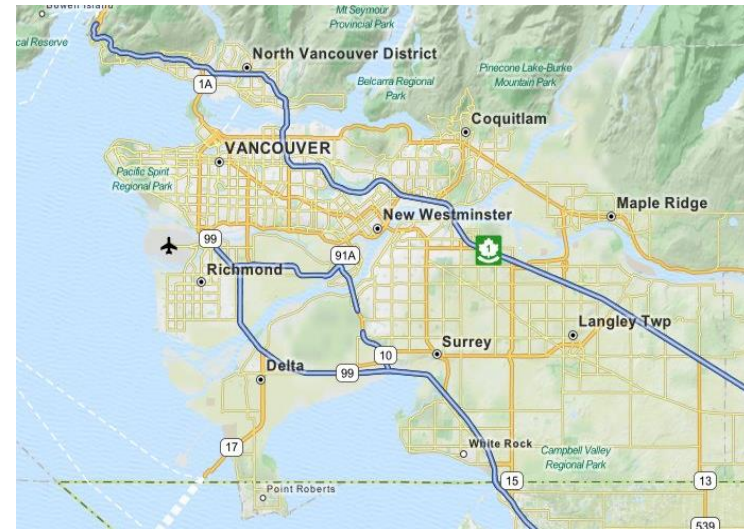 Bowen Island
Mt Seymour
Provincial Park
cal Reserve
North Vancouver District
1A
Belcarra Regional
Park
Pinecone Lake-Burke
Mountain Park
Coquitlam
VANCOUVER
Pacific Spirit
Regional Park
Maple Ridge
New Westminster
99
91A
1
Richmond
Langley Twp
Surrey
10
99
Delta
White Rock
Campbell Valley
Regional Park
17
15
13
Point Roberts
539